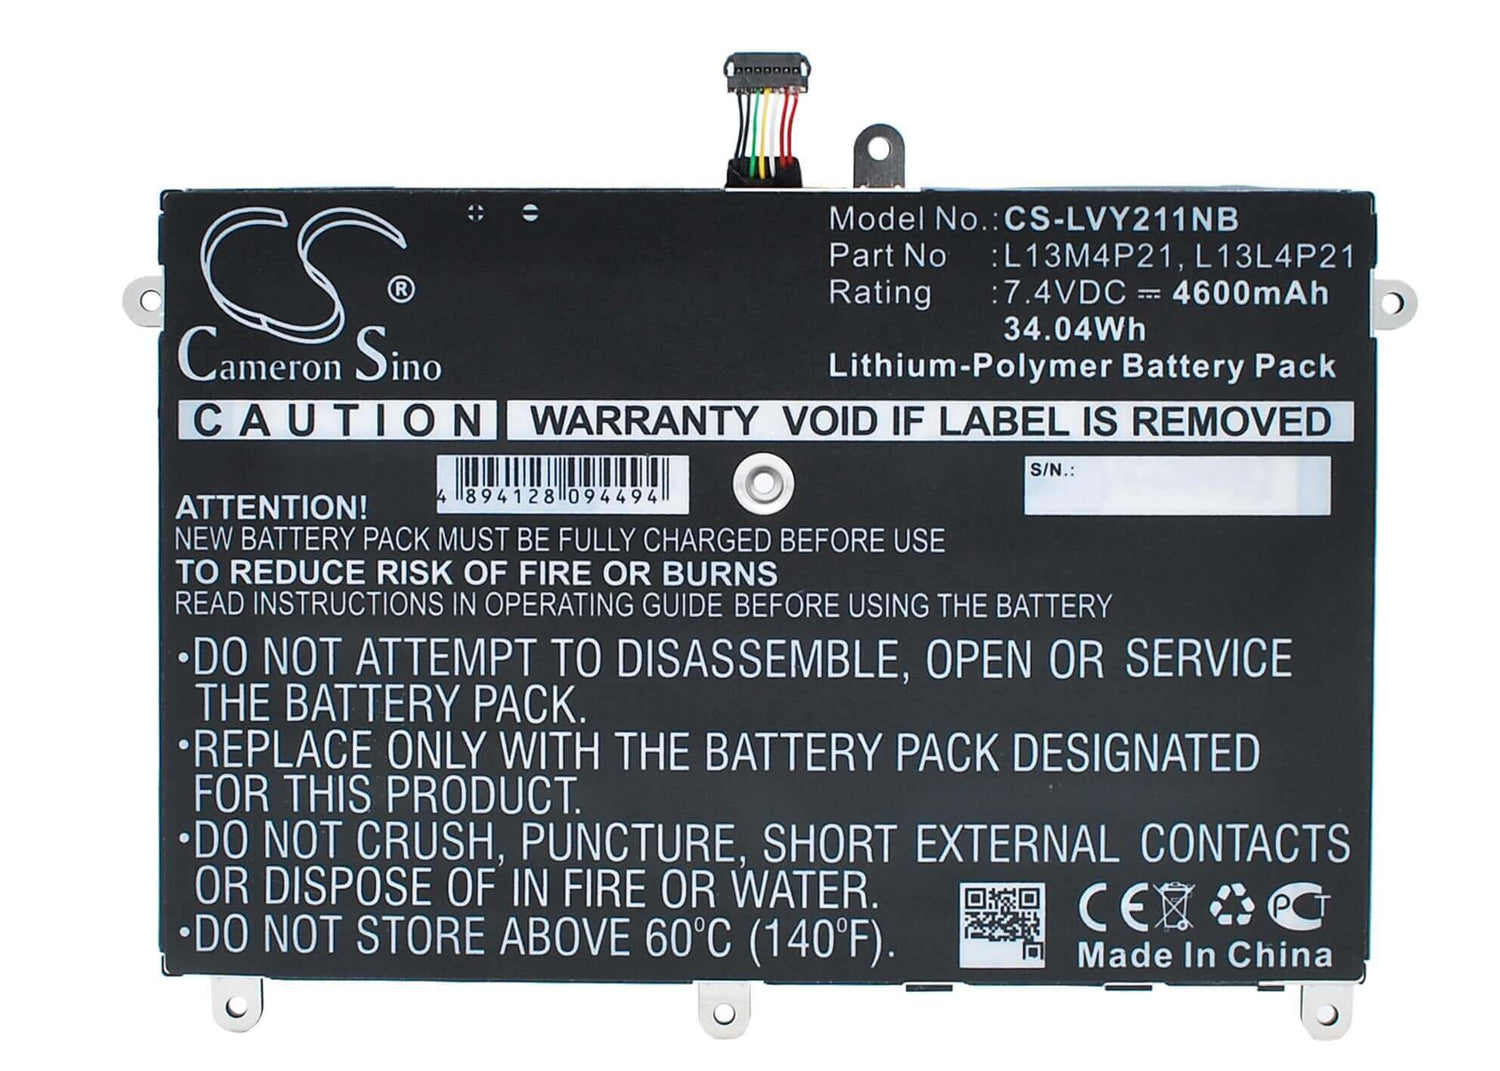 CS
®
Cameron Sino
Model No.:CS-LVY211NB
Part No :L13M4P21, L13L4P21
Rating :7.4VDC ⎓ 4600mAh
34.04Wh
Lithium-Polymer Battery Pack
CAUTION WARRANTY VOID IF LABEL IS REMOVED
4 894128 094494
S/N.:
ATTENTION!
NEW BATTERY PACK MUST BE FULLY CHARGED BEFORE USE
TO REDUCE RISK OF FIRE OR BURNS
READ INSTRUCTIONS IN OPERATING GUIDE BEFORE USING THE BATTERY
•DO NOT ATTEMPT TO DISASSEMBLE, OPEN OR SERVICE
THE BATTERY PACK.
•REPLACE ONLY WITH THE BATTERY PACK DESIGNATED
FOR THIS PRODUCT.
•DO NOT CRUSH, PUNCTURE, SHORT EXTERNAL CONTACTS
OR DISPOSE OF IN FIRE OR WATER.
•DO NOT STORE ABOVE 60°C (140°F).
CE PCT
Made In China